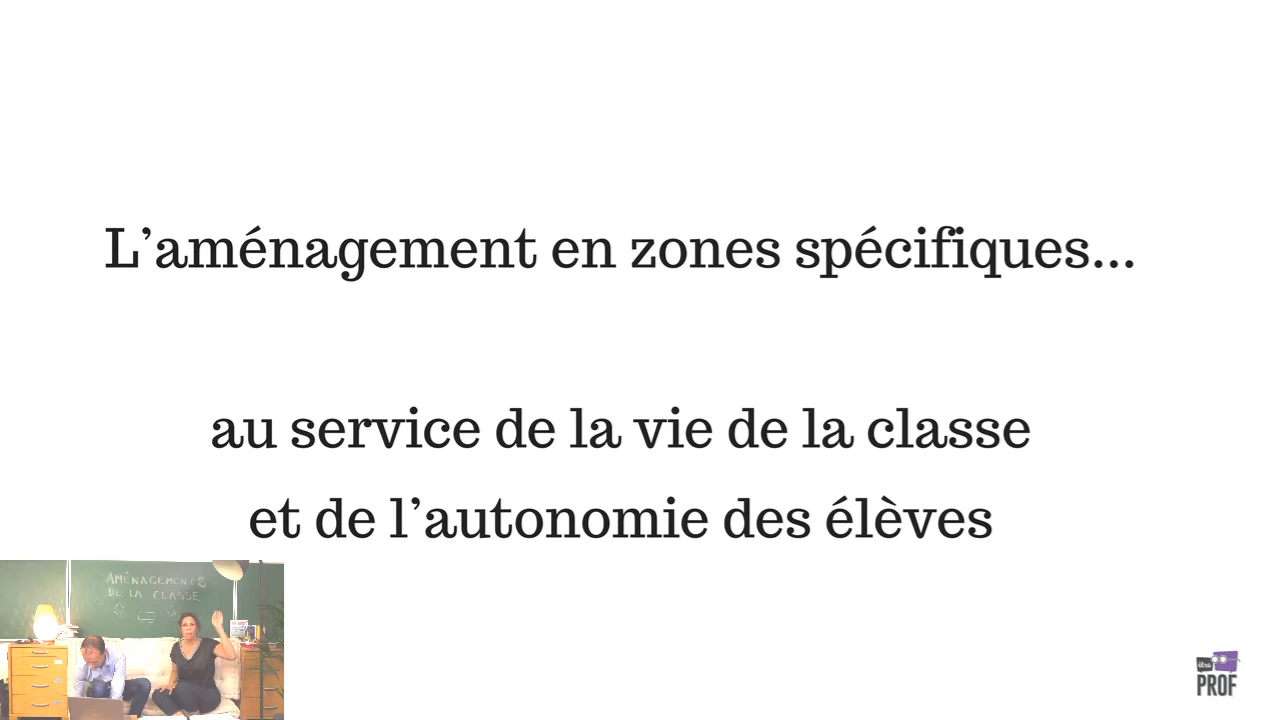 L’aménagement en zones spécifiques...
au service de la vie de la classe
et de l’autonomie des élèves
AMÉNAGEMENTS
DE LA CLASSE
être
PROF